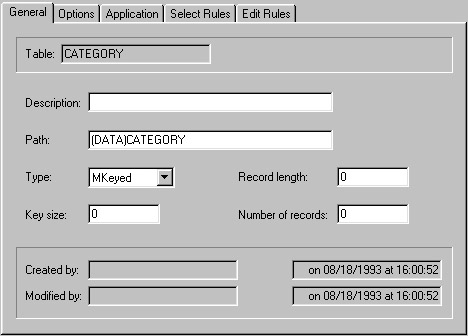 General Options Application Select Rules Edit Rules
Table: CATEGORY
Description:
Path: (DATA)CATEGORY
Type: MKeyed Record length: 0
Key size: 0 Number of records: 0
Created by: on 08/18/1993 at 16:00:52
Modified by: on 08/18/1993 at 16:00:52